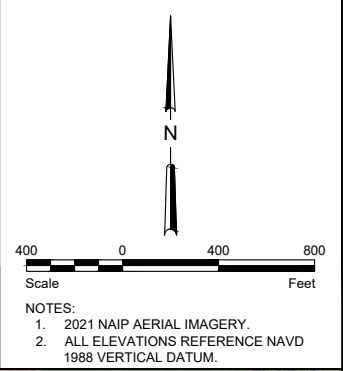 N
400 0 400 800
Scale Feet
NOTES:
1. 2021 NAIP AERIAL IMAGERY.
2. ALL ELEVATIONS REFERENCE NAVD
1988 VERTICAL DATUM.